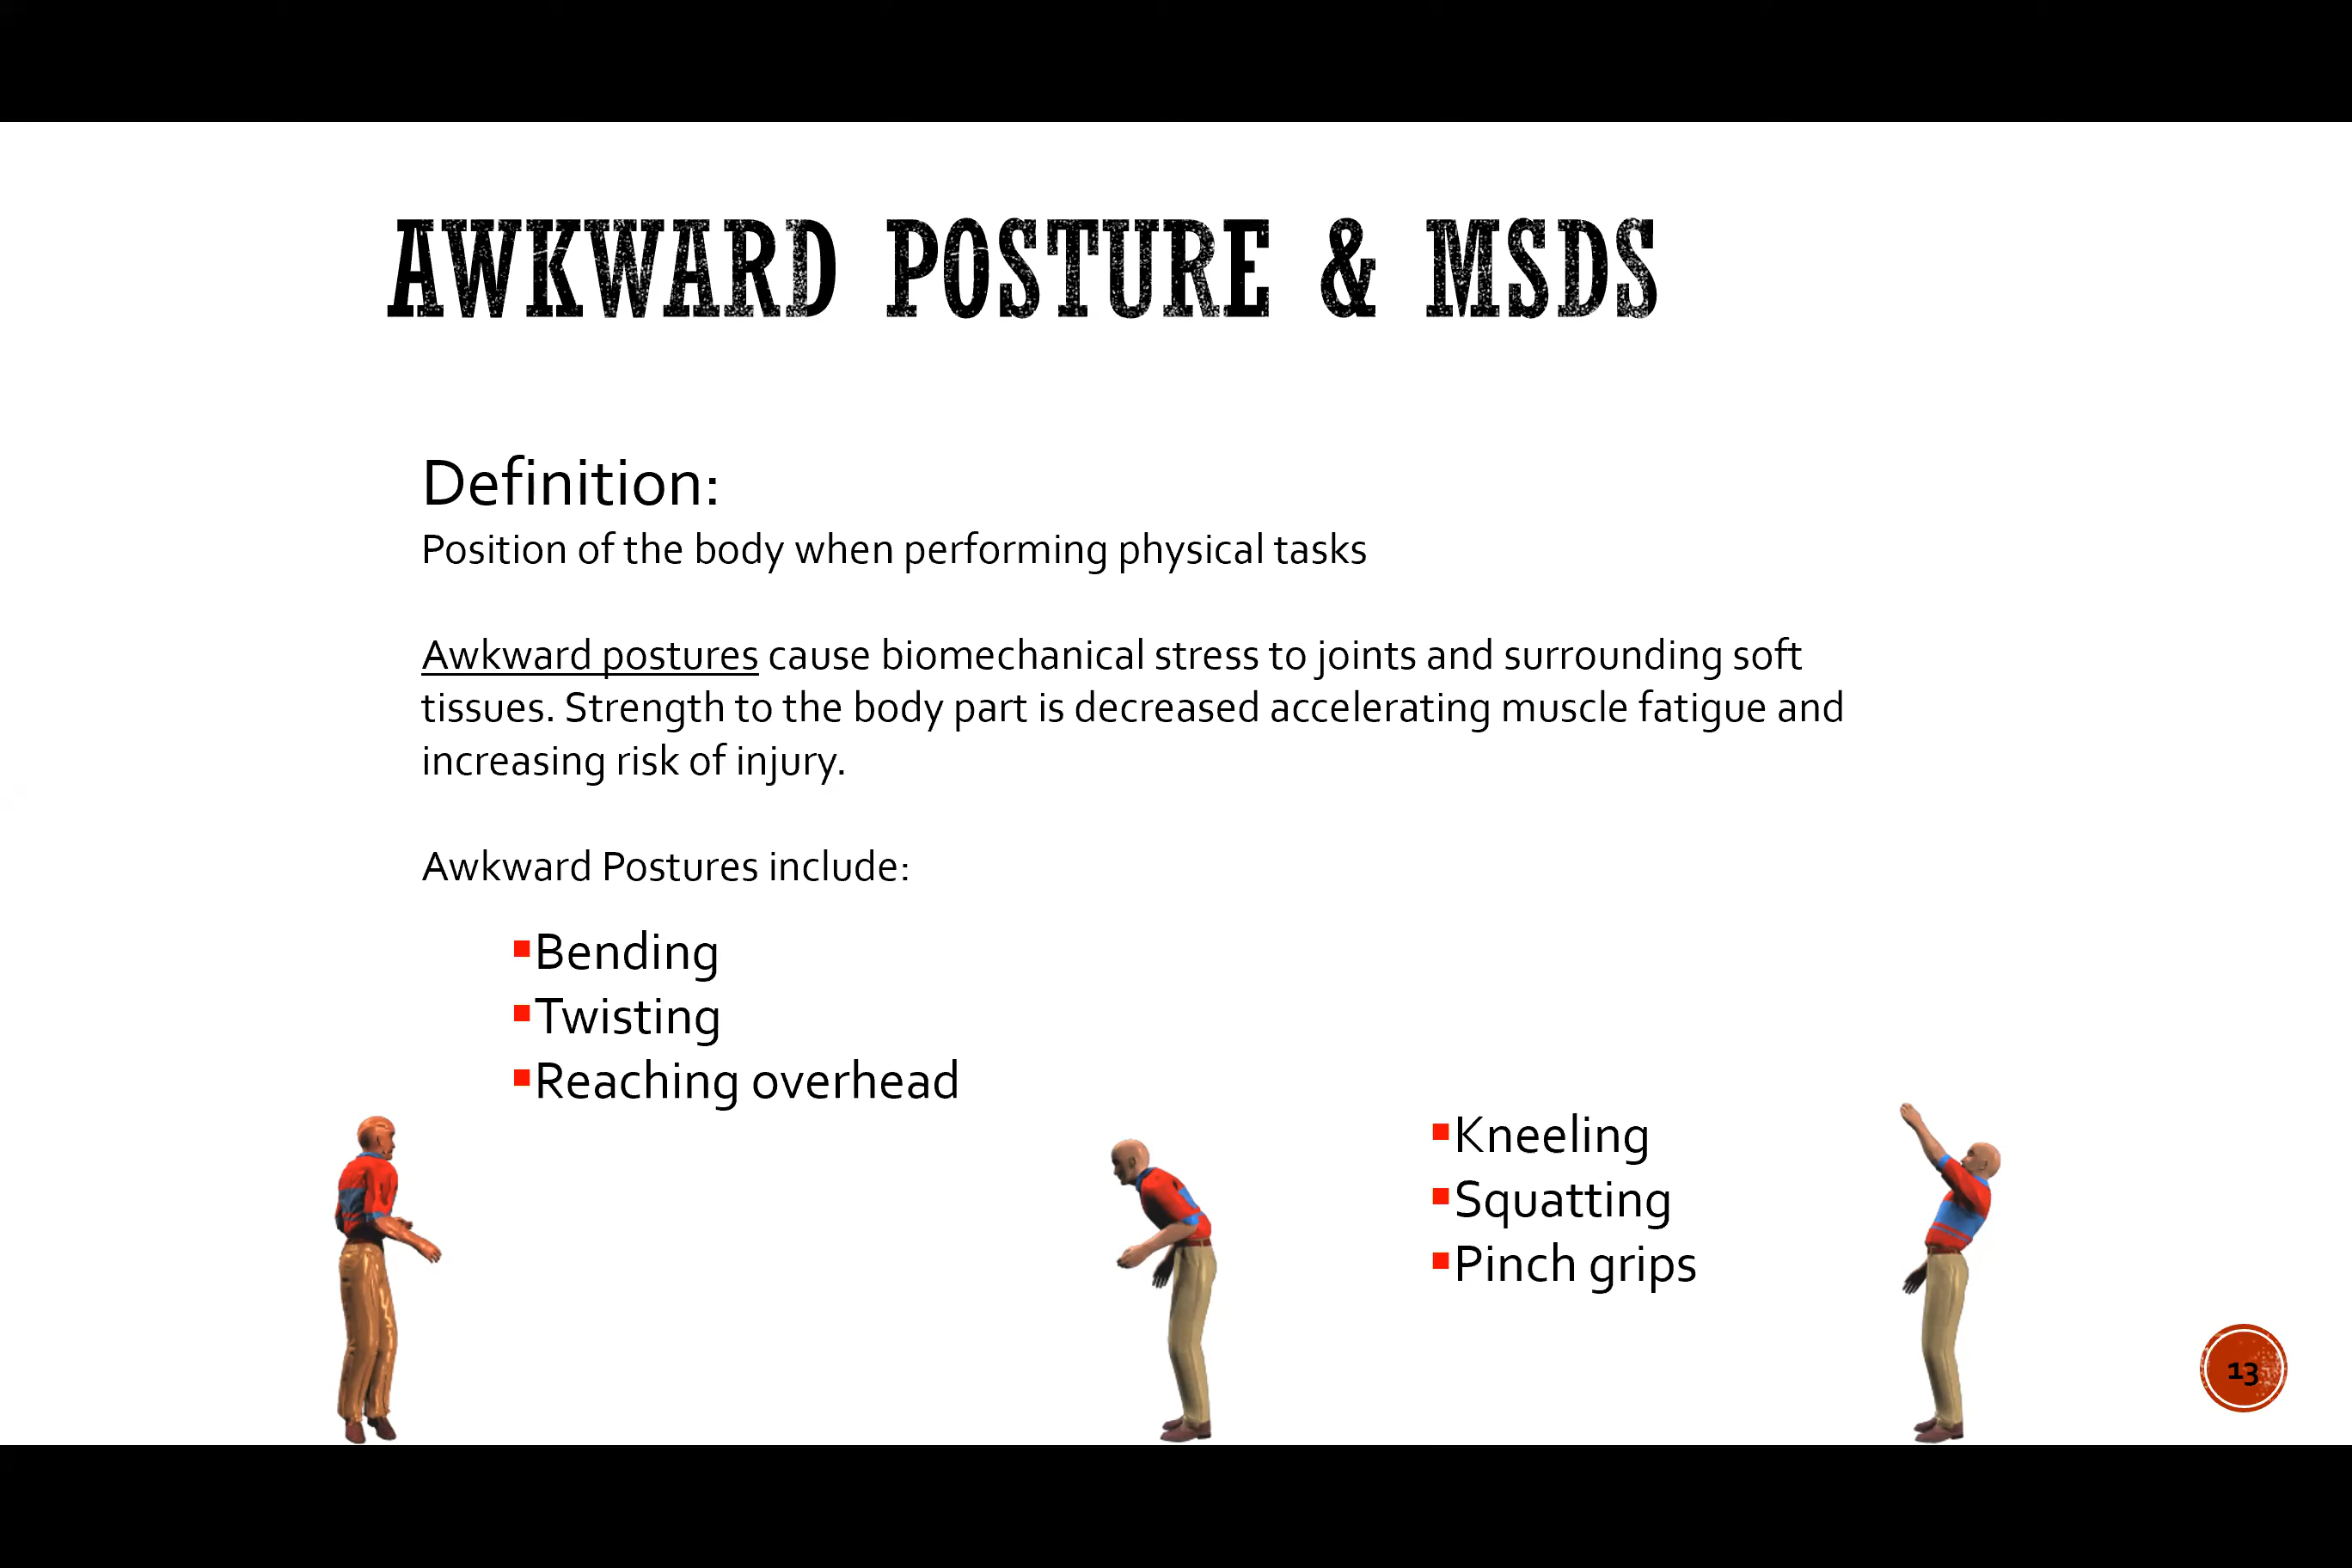 AWKWARD POSTURE & MSDS
Definition:
Position of the body when performing physical tasks
Awkward postures cause biomechanical stress to joints and surrounding soft
tissues. Strength to the body part is decreased accelerating muscle fatigue and
increasing risk of injury.
Awkward Postures include:
▪Bending
▪Twisting
▪Reaching overhead
▪Kneeling
▪Squatting
▪Pinch grips
13